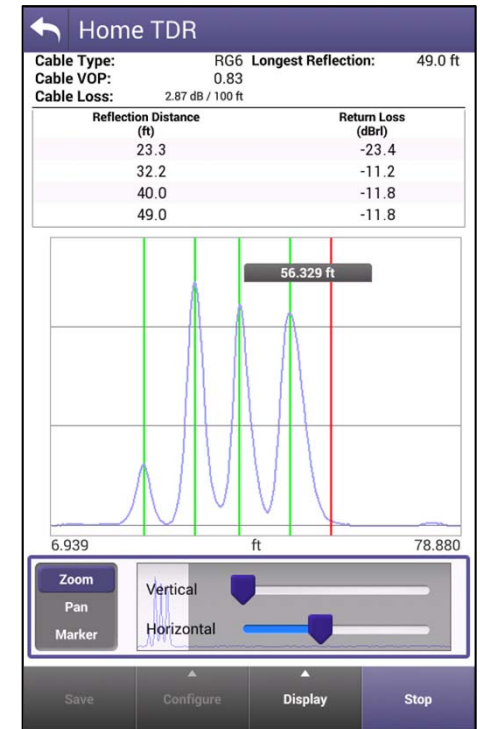 Home TDR
Cable Type: RG6 Longest Reflection: 49.0 ft
Cable VOP: 0.83
Cable Loss: 2.87 dB / 100 ft
Reflection Distance Return Loss
(ft) (dBrl)
23.3 -23.4
32.2 -11.2
40.0 -11.8
49.0 -11.8
56.329 ft
6.939 ft 78.880
Zoom
Pan
Marker
Vertical
Horizontal
Save Configure Display Stop